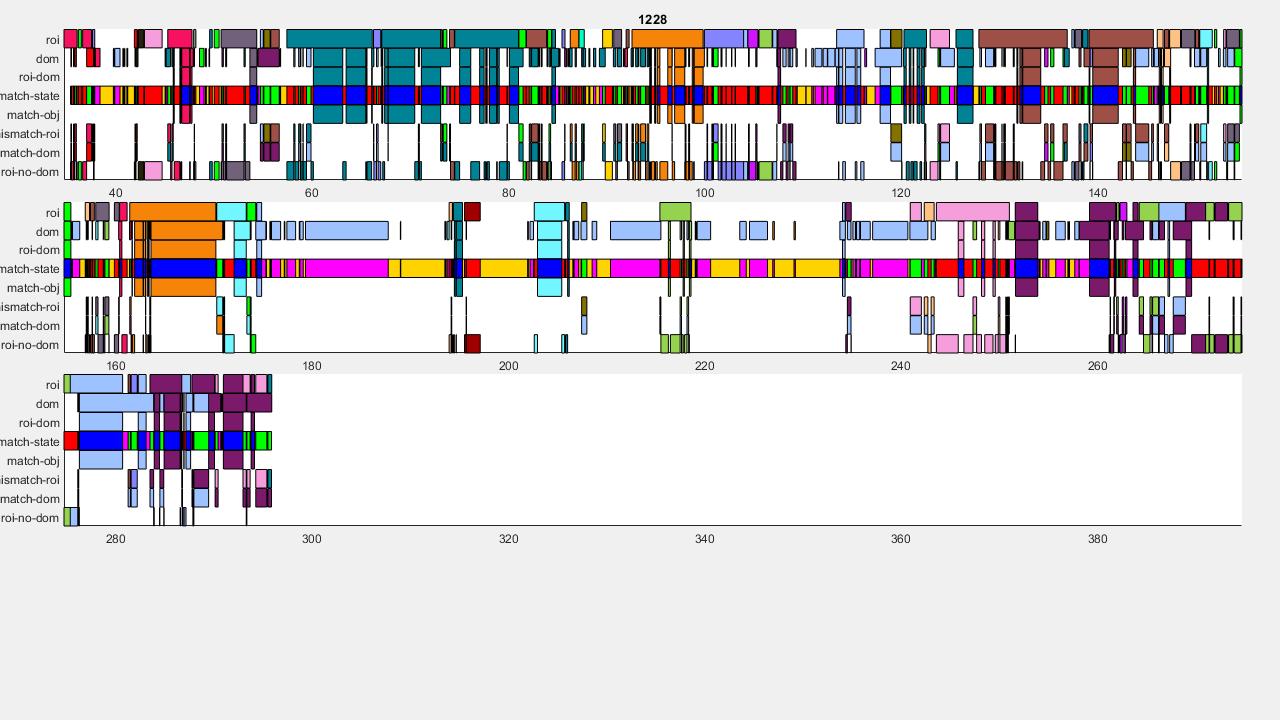 1228
roi
dom
roi-dom
match-state
match-obj
ismatch-roi
match-dom
roi-no-dom
40 60 80 100 120 140
roi
dom
roi-dom
match-state
match-obj
ismatch-roi
match-dom
roi-no-dom
160 180 200 220 240 260
roi
dom
roi-dom
match-state
match-obj
ismatch-roi
match-dom
roi-no-dom
280 300 320 340 360 380